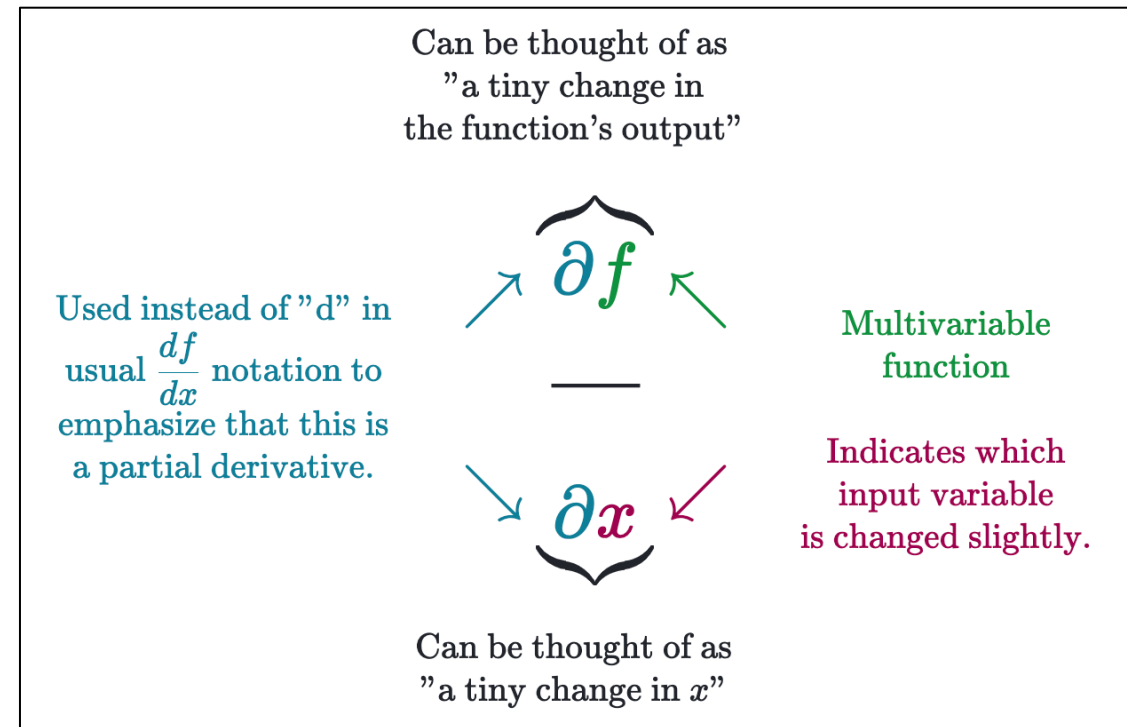 Can be thought of as
”a tiny change in
the function’s output”
∂f
Used instead of ”d” in
usual df/dx notation to
emphasize that this is
a partial derivative.
Multivariable
function
Indicates which
input variable
is changed slightly.
∂x
Can be thought of as
”a tiny change in x”